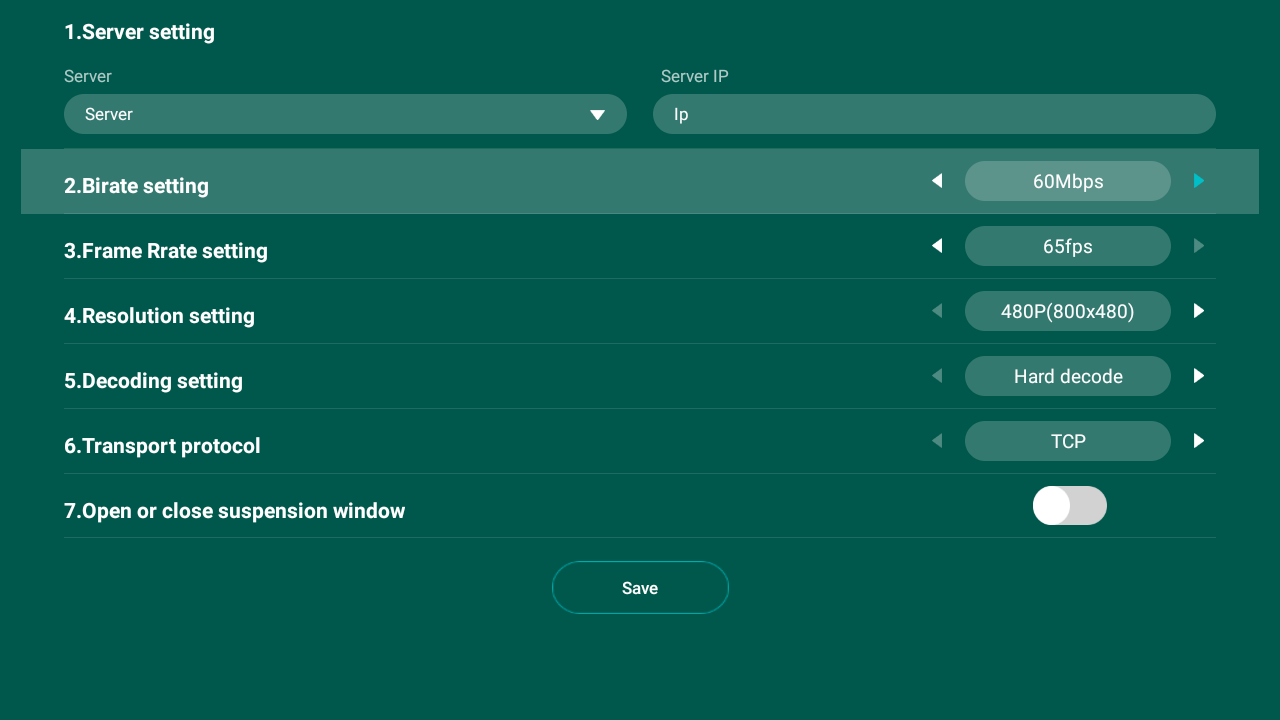 1.Server setting
Server
Server IP
Server
Ip
2.Birate setting
60Mbps
3.Frame Rrate setting
65fps
4.Resolution setting
480P(800x480)
5.Decoding setting
Hard decode
6.Transport protocol
TCP
7.Open or close suspension window
Save